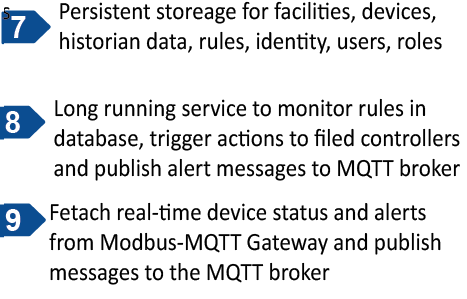 7 Persistent storeage for facilities, devices,
historian data, rules, identity, users, roles
8 Long running service to monitor rules in
database, trigger actions to filed controllers
and publish alert messages to MQTT broker
9 Fetach real-time device status and alerts
from Modbus-MQTT Gateway and publish
messages to the MQTT broker